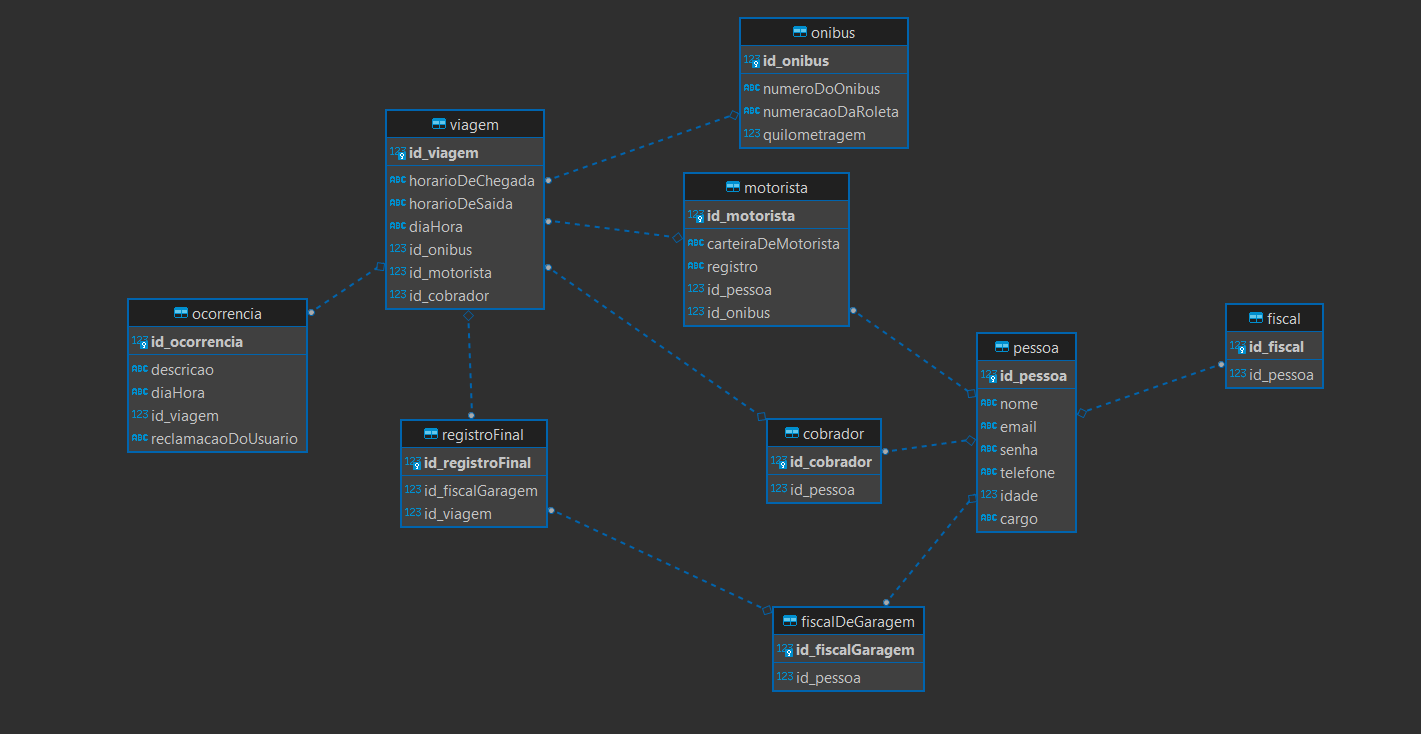 onibus
123 id_onibus
ABC numeroDoOnibus
ABC numeracaoDaRoleta
123 quilometragem
viagem
123 id_viagem
ABC horarioDeChegada
ABC horarioDeSaida
ABC diaHora
123 id_onibus
123 id_motorista
123 id_cobrador
motorista
123 id_motorista
ABC carteiraDeMotorista
ABC registro
123 id_pessoa
123 id_onibus
ocorrencia
123 id_ocorrencia
ABC descricao
ABC diaHora
123 id_viagem
ABC reclamacaoDoUsuario
fiscal
123 id_fiscal
123 id_pessoa
pessoa
123 id_pessoa
ABC nome
ABC email
ABC senha
ABC telefone
123 idade
ABC cargo
registroFinal
123 id_registroFinal
123 id_fiscalGaragem
123 id_viagem
cobrador
123 id_cobrador
123 id_pessoa
fiscalDeGaragem
123 id_fiscalGaragem
123 id_pessoa